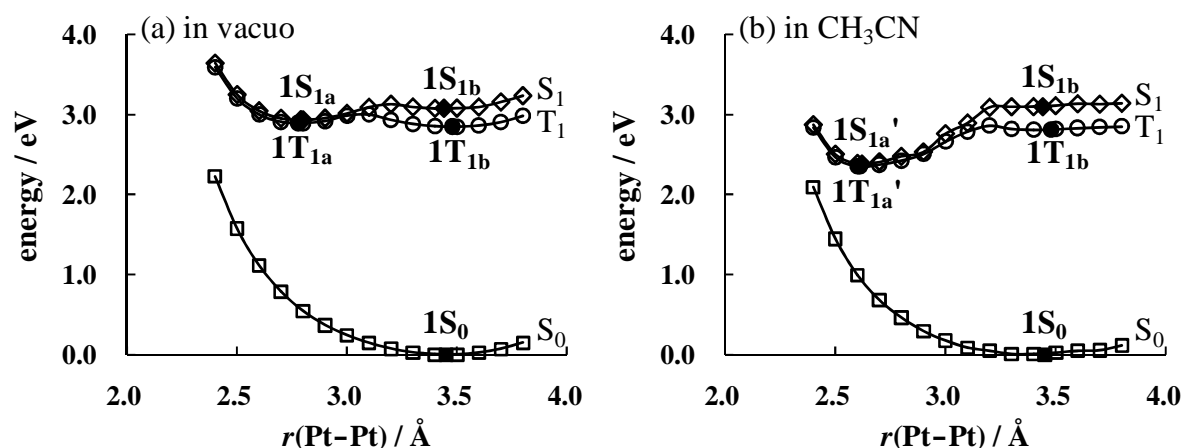 (a) in vacuo
4.0
3.0
2.0
1.0
0.0
energy / eV
1S₁ₐ
1S₁b
S₁
T₁
1T₁ₐ
1T₁b
1S₀
S₀
2.0 2.5 3.0 3.5 4.0
r(Pt−Pt) / Å
(b) in CH₃CN
4.0
3.0
2.0
1.0
0.0
energy / eV
1S₁b
S₁
1S₁ₐ'
T₁
1T₁b
1T₁ₐ'
1S₀
S₀
2.0 2.5 3.0 3.5 4.0
r(Pt−Pt) / Å